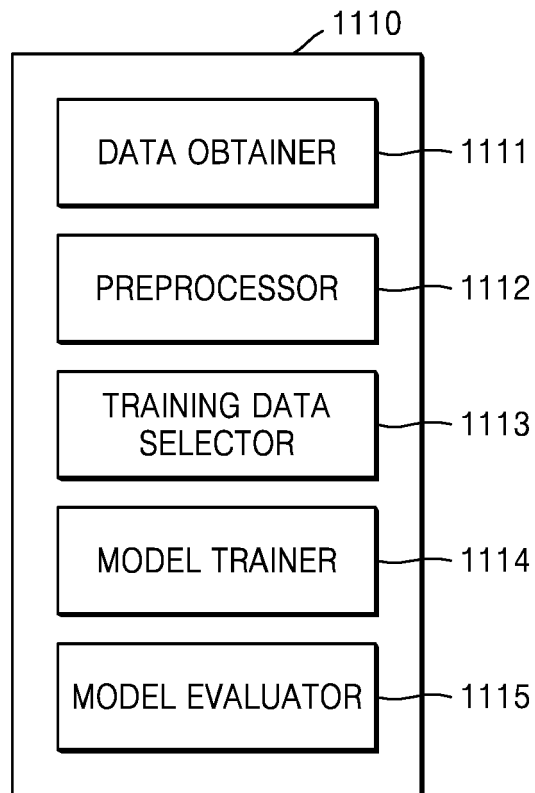 1110
DATA OBTAINER
1111
PREPROCESSOR
1112
TRAINING DATA
SELECTOR
1113
MODEL TRAINER
1114
MODEL EVALUATOR
1115